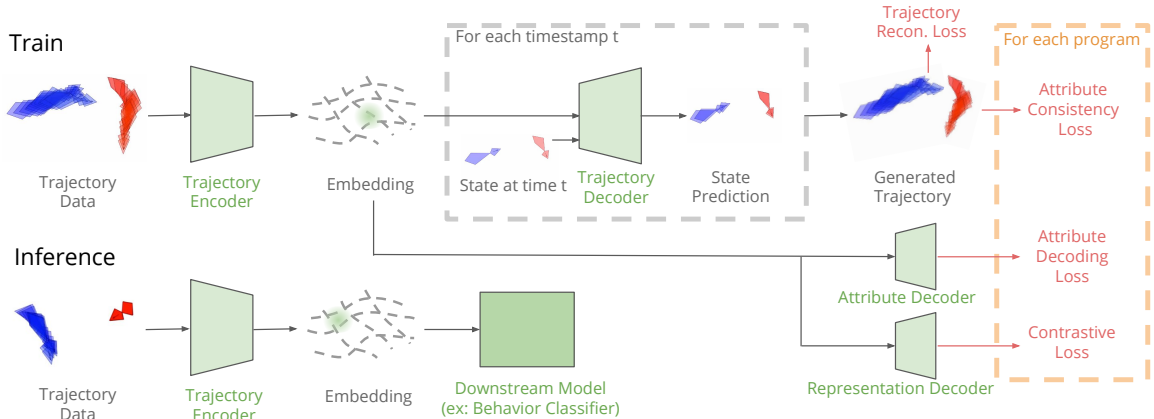 Train
For each timestamp t
Trajectory
Recon. Loss
For each program
Attribute
Consistency
Loss
Trajectory
Data
Trajectory
Encoder
Embedding
State at time t
Trajectory
Decoder
State
Prediction
Generated
Trajectory
Attribute
Decoding
Loss
Attribute Decoder
Contrastive
Loss
Representation Decoder
Inference
Trajectory
Data
Trajectory
Encoder
Embedding
Downstream Model
(ex: Behavior Classifier)